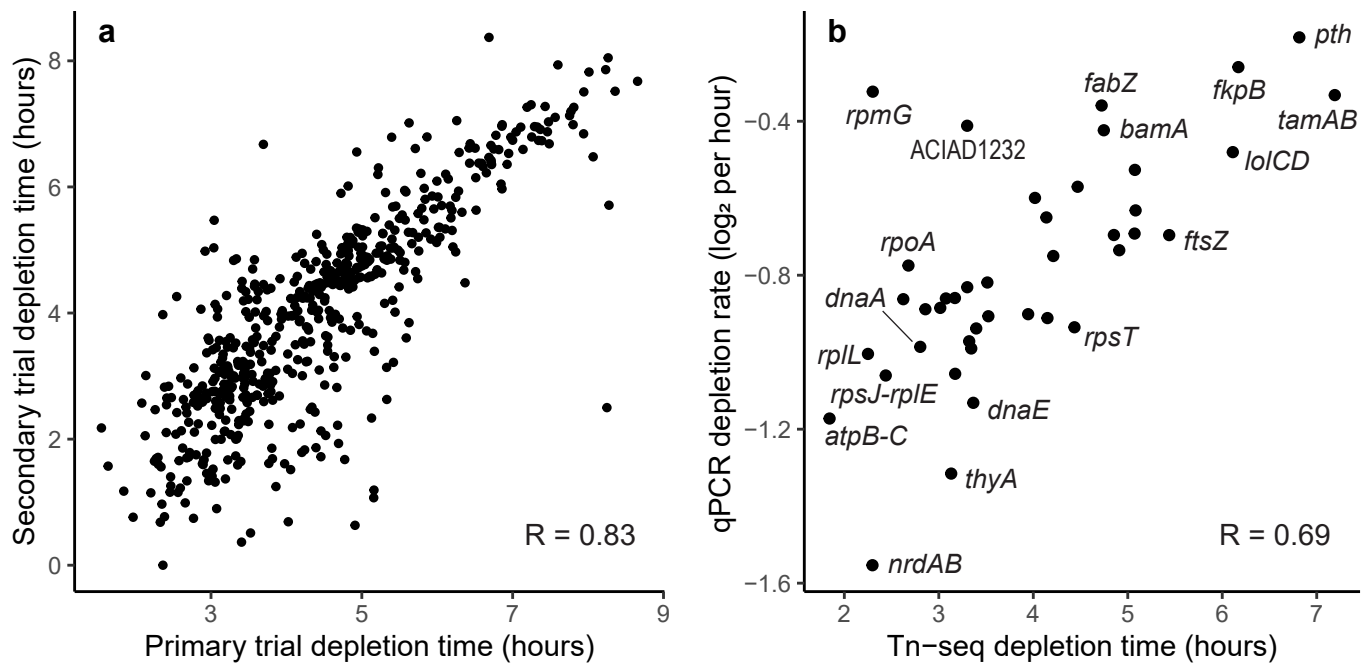 a
Secondary trial depletion time (hours)
8
6
4
2
0
3
5
7
9
R = 0.83
Primary trial depletion time (hours)
b
qPCR depletion rate (log₂ per hour)
−0.4
−0.8
−1.2
−1.6
pth
fkpB
tamAB
fabZ
rpmG
bamA
ACIAD1232
lolCD
rpoA
ftsZ
dnaA
rpsT
rplL
rpsJ-rplE
dnaE
atpB-C
thyA
nrdAB
R = 0.69
2
3
4
5
6
7
Tn−seq depletion time (hours)